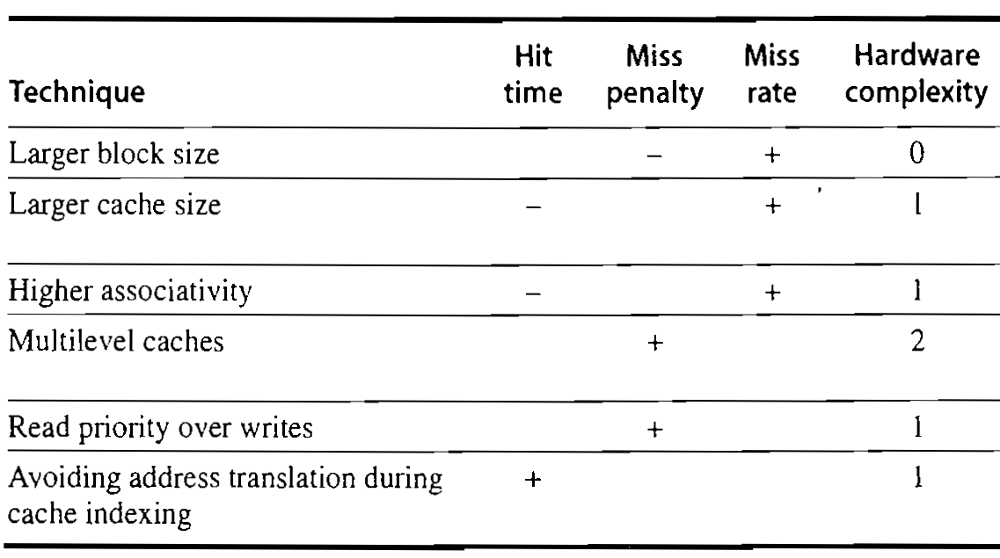 Hit Miss Miss Hardware
Technique time penalty rate complexity
Larger block size – + 0
Larger cache size – + 1
Higher associativity – + 1
Multilevel caches + 2
Read priority over writes + 1
Avoiding address translation during + 1
cache indexing